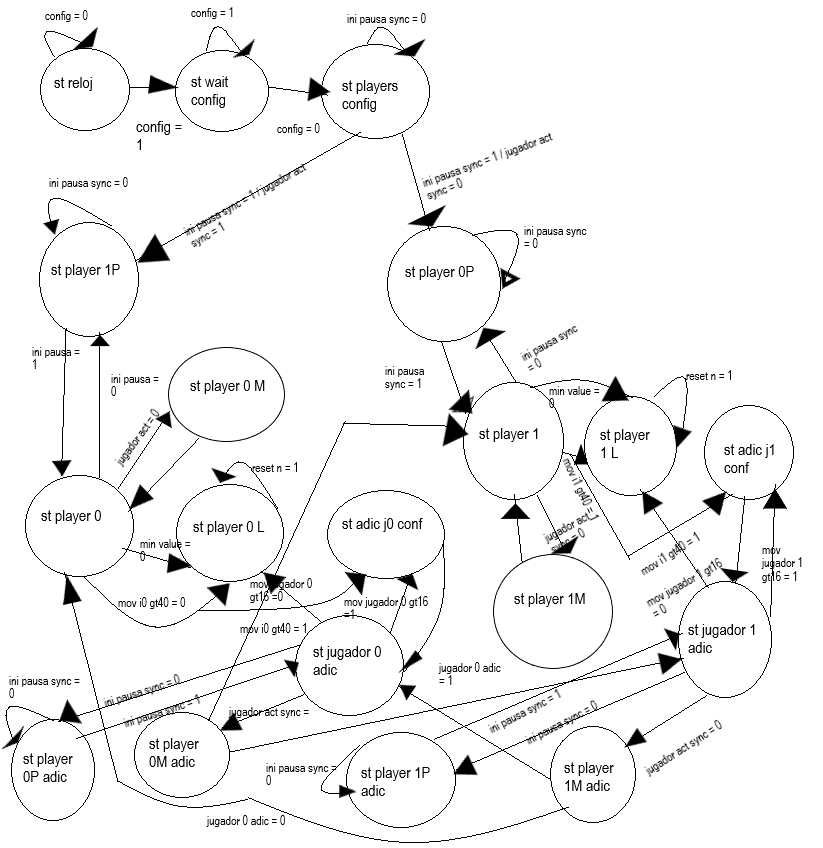 config = 0
config = 1
ini pausa sync = 0
st reloj
st wait
config
st players
config
config =
1
config = 0
ini pausa sync = 1 / jugador act
sync = 0
ini pausa sync = 0
ini pausa sync = 1 / jugador act
sync = 1
ini pausa sync
= 0
st player 1P
st player 0P
ini pausa =
1
ini pausa =
0
ini pausa
sync = 1
ini pausa sync
= 0
st player 0 M
jugador act = 0
min value =
0
reset n = 1
st player 1
st player
1 L
st adic j1
conf
reset n = 1
mov i1 gt40 = 1
st player 0
st player 0 L
st adic j0 conf
min value =
0
jugador act
sync = 0
mov i1 gt40 = 1
mov
jugador 1
gt16 = 1
mov jugador 0
gt16 =0
mov jugador 0 gt16
=1
mov jugador 1 gt16
= 0
mov i0 gt40 = 0
st player 1M
mov i0 gt40 = 1
st jugador 0
adic
st jugador 1
adic
jugador 0 adic
= 1
ini pausa sync =
0
ini pausa sync = 0
ini pausa sync = 1
jugador act sync =
ini pausa sync = 1
ini pausa sync = 0
jugador act sync = 0
st player
0P adic
st player
0M adic
ini pausa sync =
0
st player 1P
adic
st player
1M adic
jugador 0 adic = 0